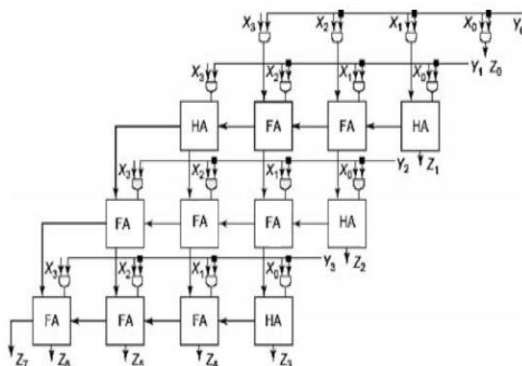 X3 X2 X1 X0
X3 X2 X1 X0 Y1 Z0
HA FA FA HA
X3 X2 X1 X0 Y2 Z1
FA FA FA HA
X3 X2 X1 X0 Y3 Z2
FA FA FA HA
Z7 Z6 Z5 Z4 Z3